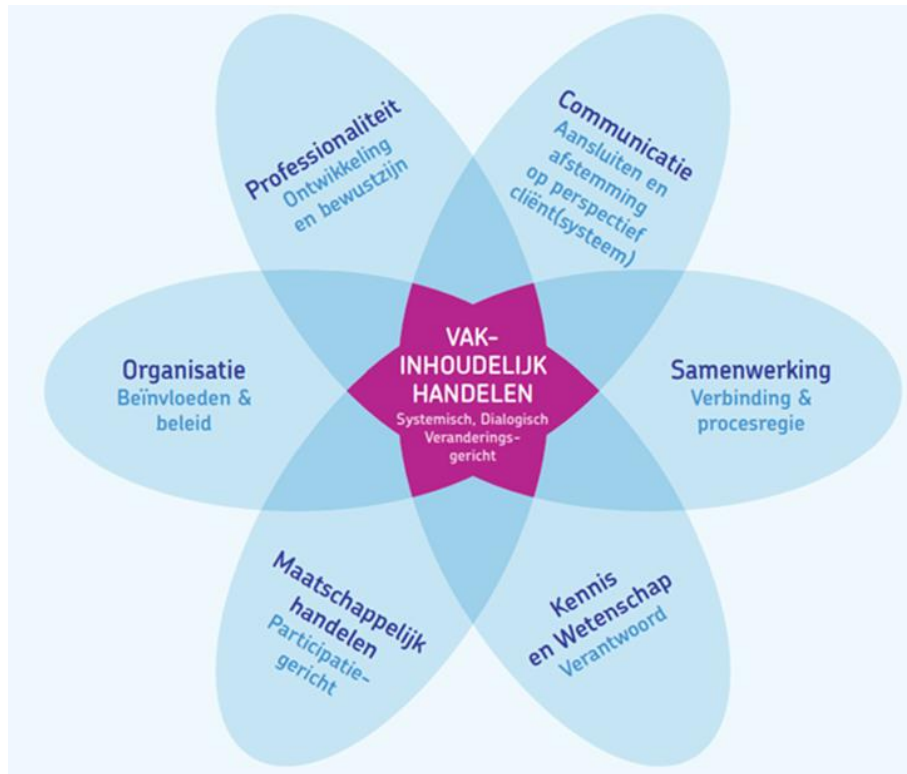 Professionaliteit
Ontwikkeling
en bewustzijn
Communicatie
Aansluiten en
afstemming
op perspectief
cliënt(systeem)
Organisatie
Beïnvloeden &
beleid
VAK-
INHOUDELIJK
HANDELEN
Systemisch, Dialogisch
Veranderings-
gericht
Samenwerking
Verbinding &
procesregie
Maatschappelijk
handelen
Participatie-
gericht
Kennis
en Wetenschap
Verantwoord